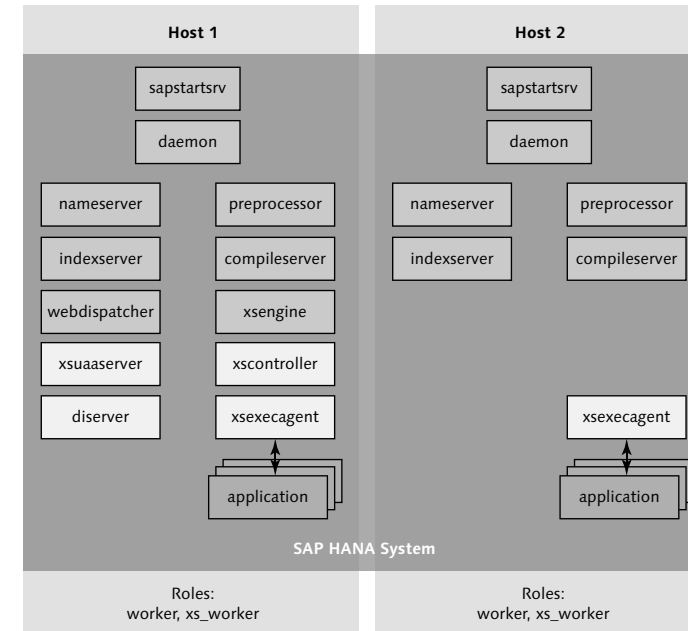 Host 1
sapstartsrv
daemon
nameserver
preprocessor
indexserver
compileserver
webdispatcher
xsengine
xsuaaserver
xscontroller
diserver
xsexecagent
application
Host 2
sapstartsrv
daemon
nameserver
preprocessor
indexserver
compileserver
xsexecagent
application
SAP HANA System
Roles:
worker, xs_worker
Roles:
worker, xs_worker